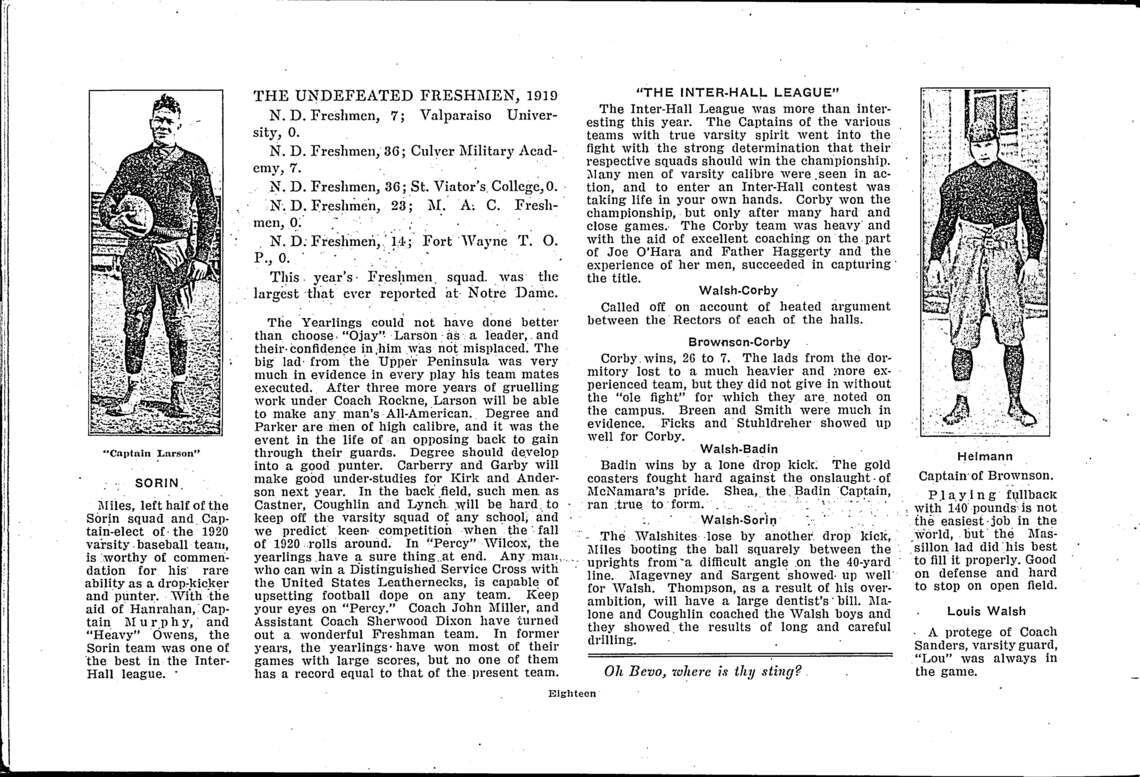 "Captain Larson"
SORIN
Miles, left half of the
Sorin squad and Cap-
tain-elect of the 1920
varsity baseball team,
is worthy of commen-
dation for his rare
ability as a drop-kicker
and punter. With the
aid of Hanrahan, Cap-
tain Murphy, and
"Heavy" Owens, the
Sorin team was one of
the best in the Inter-
Hall league.
THE UNDEFEATED FRESHMEN, 1919
N. D. Freshmen, 7; Valparaiso Univer-
sity, 0.
N. D. Freshmen, 36; Culver Military Acad-
emy, 7.
N. D. Freshmen, 36; St. Viator's College, 0.
N. D. Freshmen, 23; M. A. C. Fresh-
men, 0.
N. D. Freshmen, 14; Fort Wayne T. O.
P., 0.
This year's Freshmen squad was the
largest that ever reported at Notre Dame.
The Yearlings could not have done better
than choose "Ojay" Larson as a leader, and
their confidence in him was not misplaced. The
big lad from the Upper Peninsula was very
much in evidence in every play his team mates
executed. After three more years of gruelling
work under Coach Rockne, Larson will be able
to make any man's All-American. Degree and
Parker are men of high calibre, and it was the
event in the life of an opposing back to gain
through their guards. Degree should develop
into a good punter. Carberry and Garby will
make good under-studies for Kirk and Ander-
son next year. In the back field, such men as
Castner, Coughlin and Lynch will be hard to
keep off the varsity squad of any school, and
we predict keen competition when the fall
of 1920 rolls around. In "Percy" Wilcox, the
yearlings have a sure thing at end. Any man
who can win a Distinguished Service Cross with
the United States Leathernecks, is capable of
upsetting football dope on any team. Keep
your eyes on "Percy." Coach John Miller, and
Assistant Coach Sherwood Dixon have turned
out a wonderful Freshman team. In former
years, the yearlings have won most of their
games with large scores, but no one of them
has a record equal to that of the present team.
"THE INTER-HALL LEAGUE"
The Inter-Hall League was more than inter-
esting this year. The Captains of the various
teams with true varsity spirit went into the
fight with the strong determination that their
respective squads should win the championship.
Many men of varsity calibre were seen in ac-
tion, and to enter an Inter-Hall contest was
taking life in your own hands. Corby won the
championship, but only after many hard and
close games. The Corby team was heavy and
with the aid of excellent coaching on the part
of Joe O'Hara and Father Haggerty and the
experience of her men, succeeded in capturing
the title.
Walsh-Corby
Called off on account of heated argument
between the Rectors of each of the halls.
Brownson-Corby
Corby wins, 26 to 7. The lads from the dor-
mitory lost to a much heavier and more ex-
perienced team, but they did not give in without
the "ole fight" for which they are noted on
the campus. Breen and Smith were much in
evidence. Ficks and Stuhldreher showed up
well for Corby.
Walsh-Badin
Badin wins by a lone drop kick. The gold
coasters fought hard against the onslaught of
McNamara's pride. Shea, the Badin Captain,
ran true to form.
Walsh-Sorin
The Walshites lose by another drop kick,
Miles booting the ball squarely between the
uprights from a difficult angle on the 40-yard
line. Magevney and Sargent showed up well
for Walsh. Thompson, as a result of his over-
ambition, will have a large dentist's bill. Ma-
lone and Coughlin coached the Walsh boys and
they showed the results of long and careful
drilling.
Oh Bevo, where is thy sting?
Heimann
Captain of Brownson.
Playing fullback
with 140 pounds is not
the easiest job in the
world, but the Mas-
sillon lad did his best
to fill it properly. Good
on defense and hard
to stop on open field.
Louis Walsh
A protege of Coach
Sanders, varsity guard,
"Lou" was always in
the game.
Eighteen